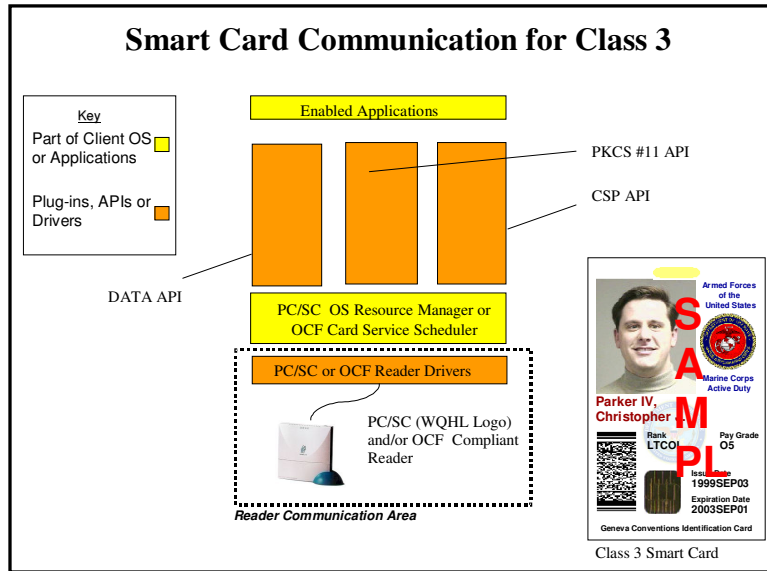 Smart Card Communication for Class 3
Key
Part of Client OS
or Applications
Plug-ins, APIs or
Drivers
Enabled Applications
PKCS #11 API
CSP API
DATA API
PC/SC OS Resource Manager or
OCF Card Service Scheduler
PC/SC or OCF Reader Drivers
PC/SC (WQHL Logo)
and/or OCF Compliant
Reader
Reader Communication Area
Armed Forces
of the
United States
Marine Corps
Active Duty
Parker IV,
Christopher
SAMPL
Rank
LTCOL
Pay Grade
O5
Issue Date
1999SEP03
Expiration Date
2003SEP01
Geneva Conventions Identification Card
Class 3 Smart Card